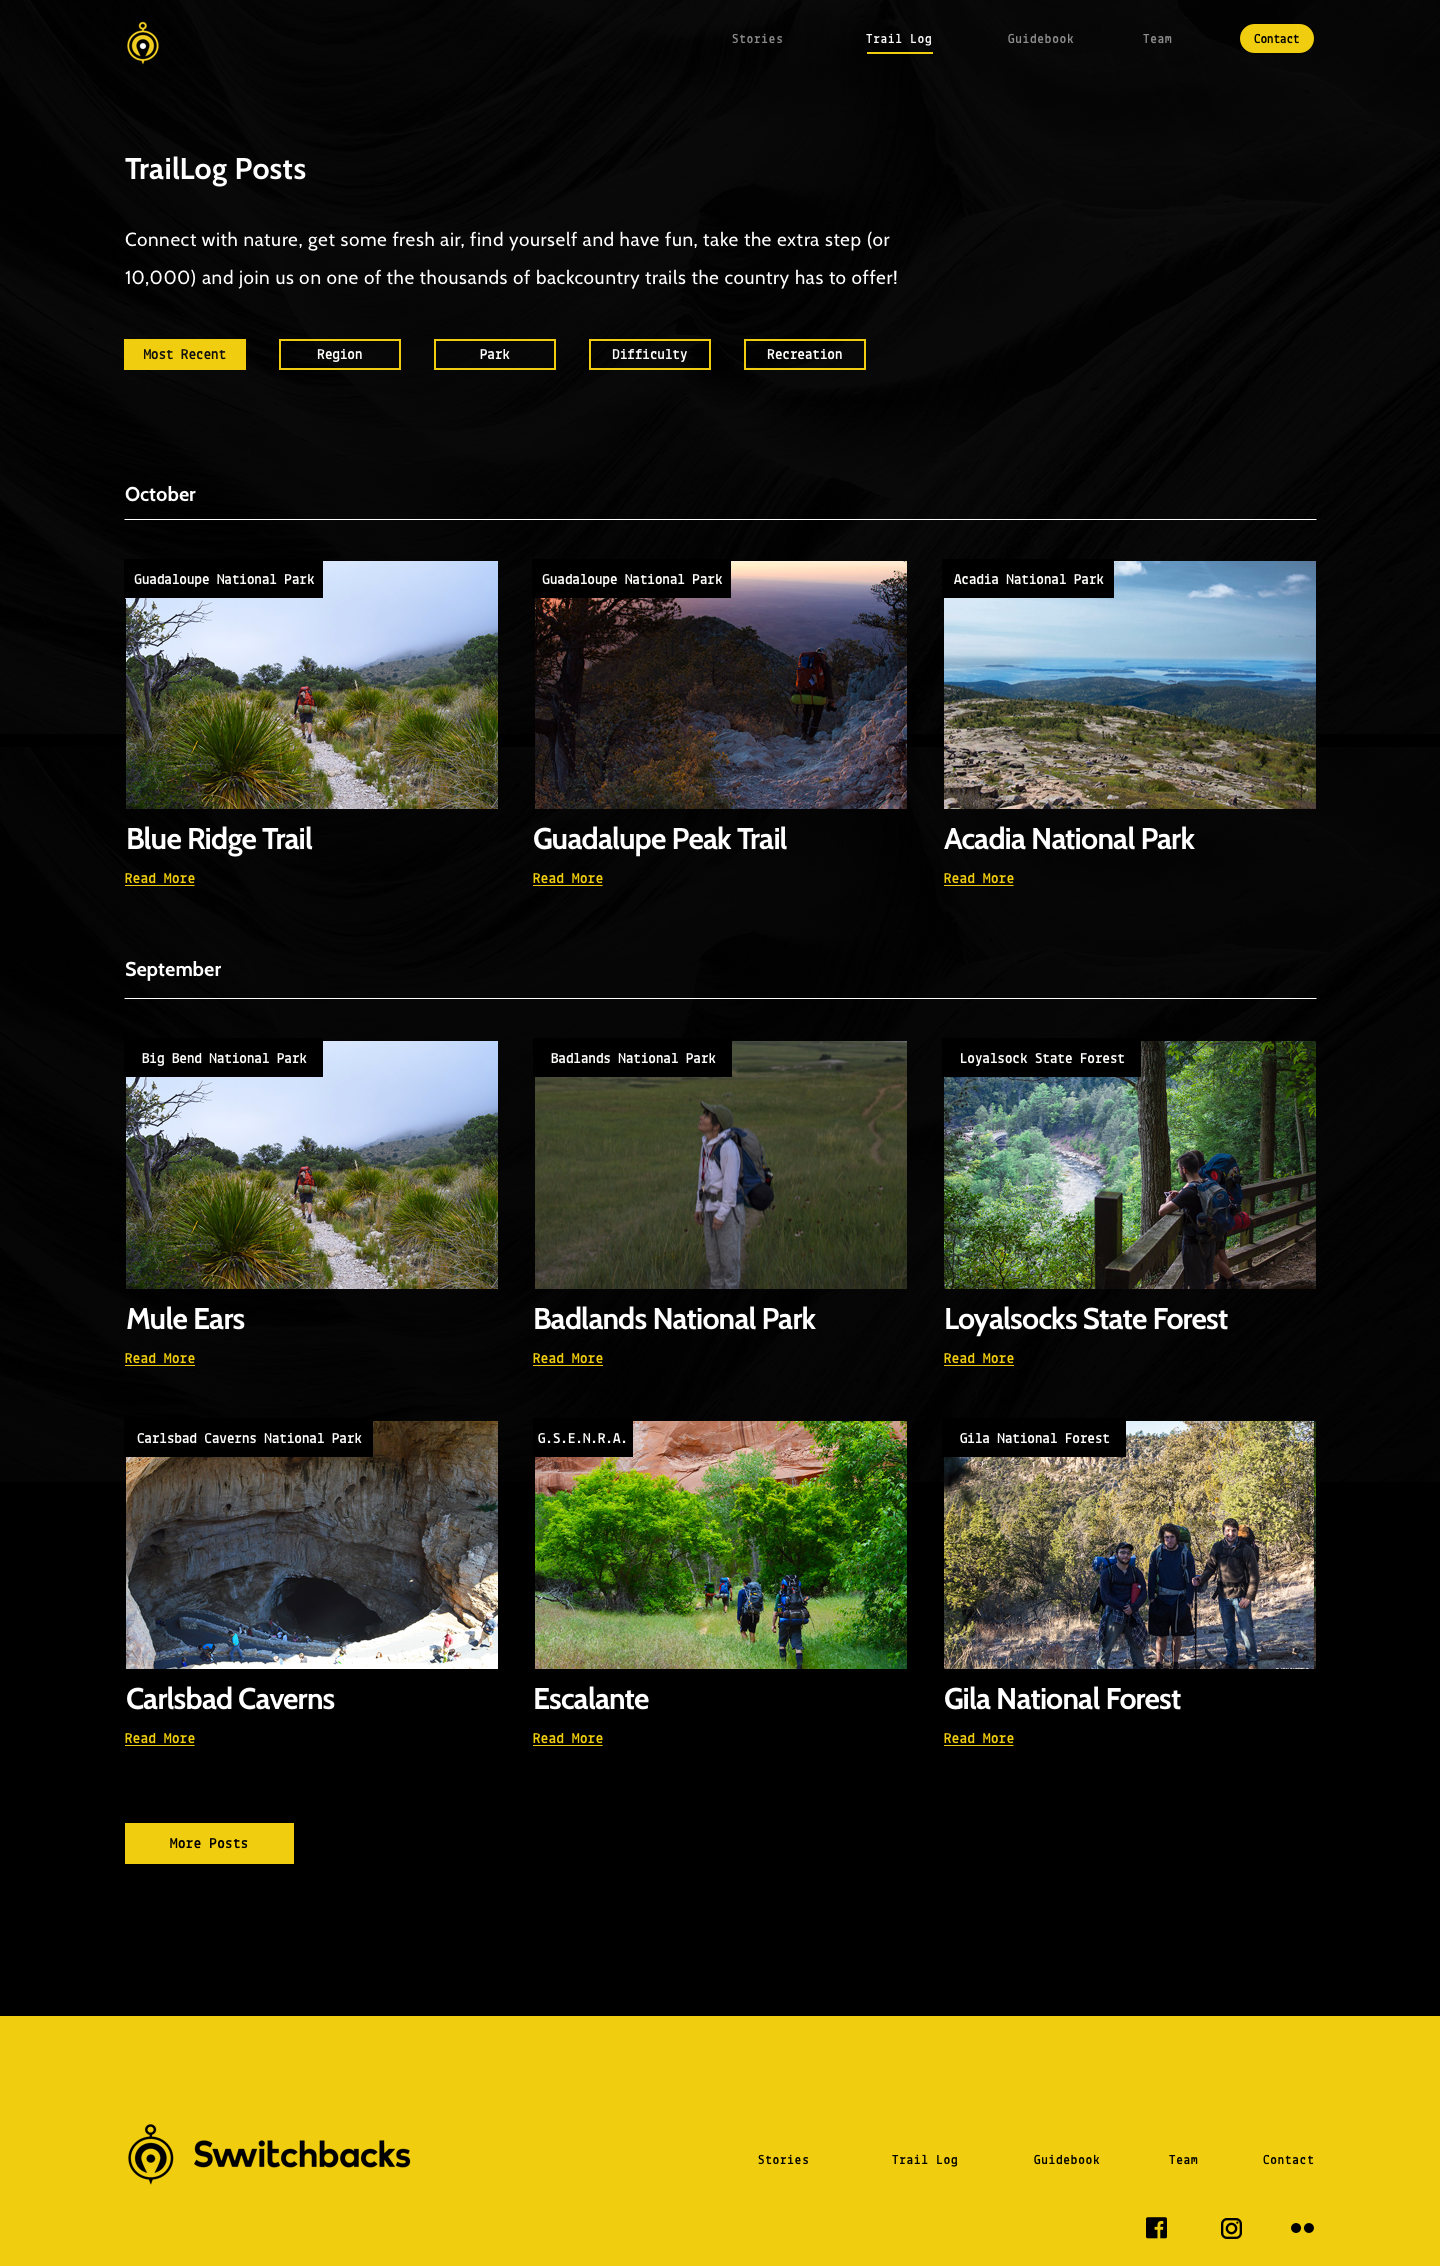 Stories
Trail Log
Guidebook
Team
Contact
TrailLog Posts
Connect with nature, get some fresh air, find yourself and have fun, take the extra step (or
10,000) and join us on one of the thousands of backcountry trails the country has to offer!
Most Recent
Region
Park
Difficulty
Recreation
October
Guadaloupe National Park
Guadaloupe National Park
Acadia National Park
Blue Ridge Trail
Guadalupe Peak Trail
Acadia National Park
Read More
Read More
Read More
September
Big Bend National Park
Badlands National Park
Loyalsock State Forest
Mule Ears
Badlands National Park
Loyalsocks State Forest
Read More
Read More
Read More
Carlsbad Caverns National Park
G.S.E.N.R.A.
Gila National Forest
Carlsbad Caverns
Escalante
Gila National Forest
Read More
Read More
Read More
More Posts
Switchbacks
Stories
Trail Log
Guidebook
Team
Contact